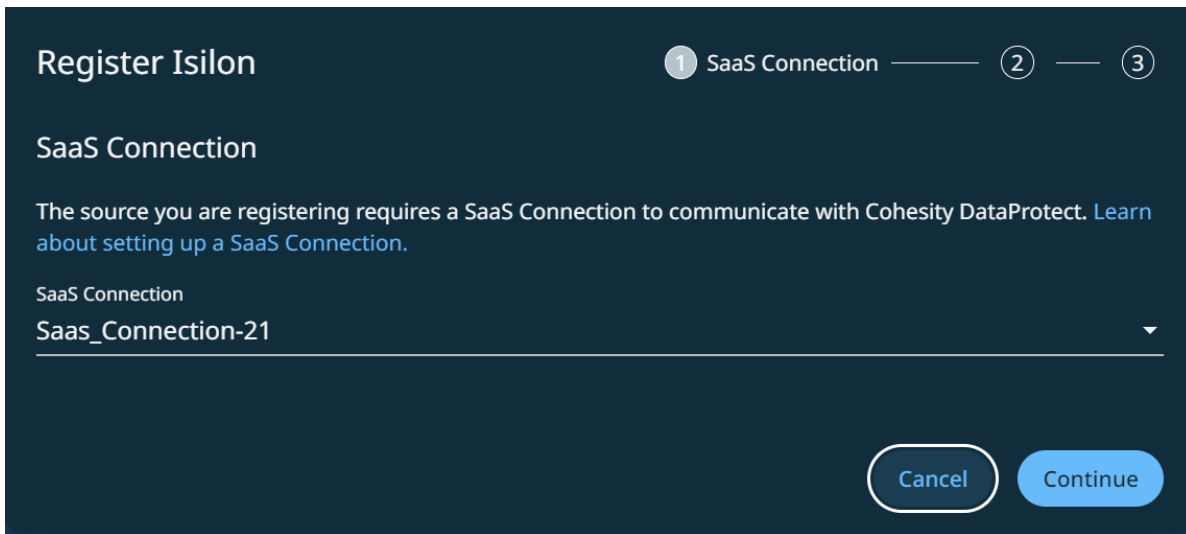 Register Isilon
1 SaaS Connection 2 3
SaaS Connection
The source you are registering requires a SaaS Connection to communicate with Cohesity DataProtect. Learn
about setting up a SaaS Connection.
SaaS Connection
Saas_Connection-21
Cancel Continue